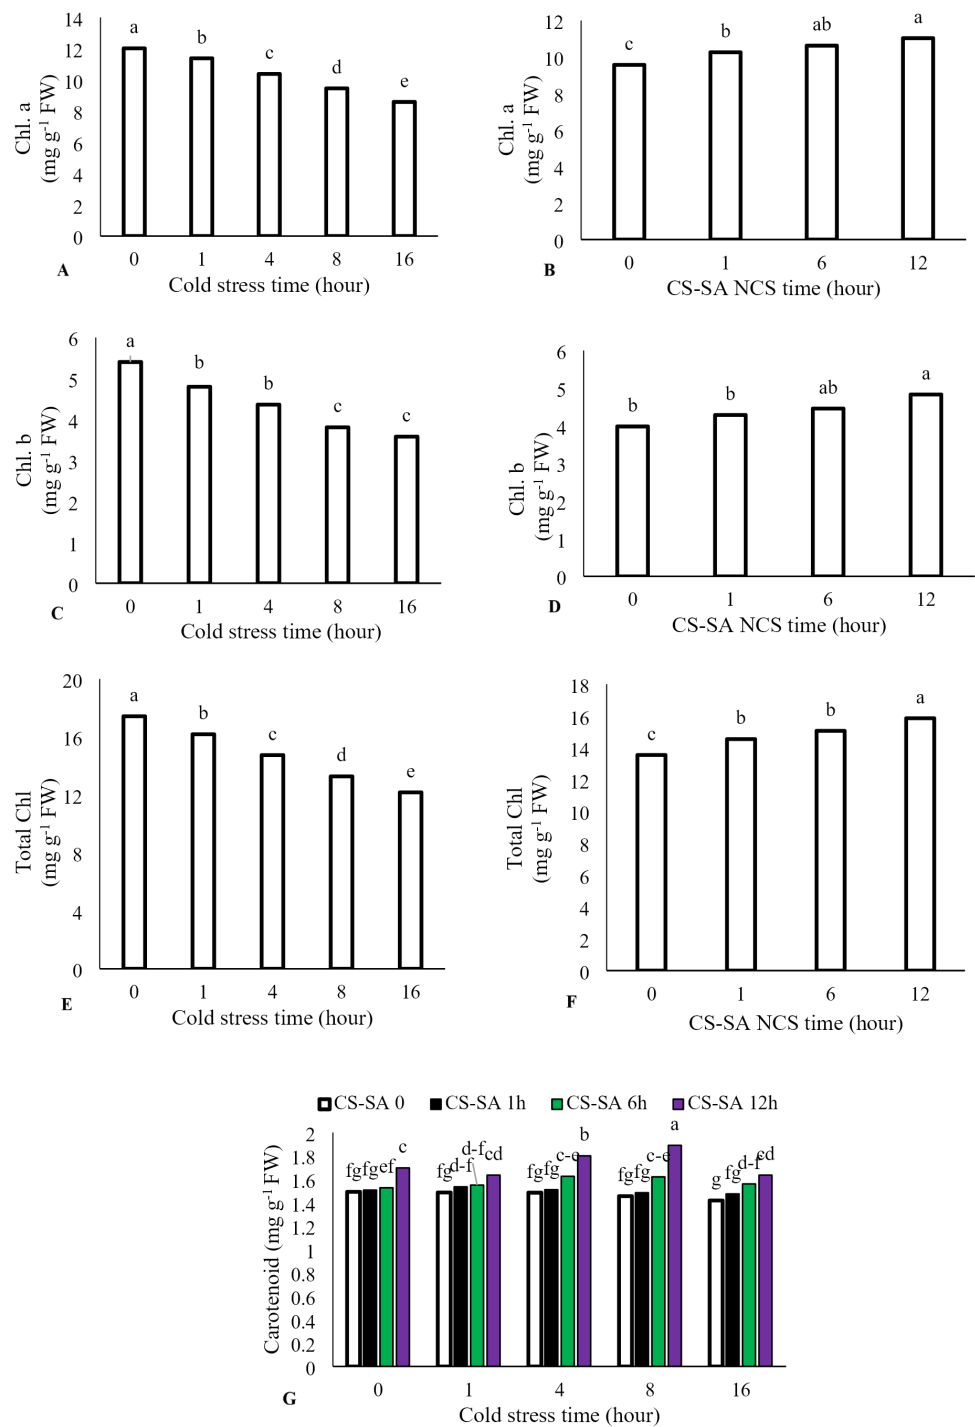 14
12
10
8
6
4
2
0
Chl. a
(mg g-1 FW)
a
b
c
d
e
0 1 4 8 16
Cold stress time (hour)
A
12
10
8
6
4
2
0
Chl. a
(mg g-1 FW)
c
b
ab
a
0 1 6 12
CS-SA NCS time (hour)
B
6
5
4
3
2
1
0
Chl. b
(mg g-1 FW)
a
b
b
c
c
0 1 4 8 16
Cold stress time (hour)
C
6
5
4
3
2
1
0
Chl. b
(mg g-1 FW)
b
b
ab
a
0 1 6 12
CS-SA NCS time (hour)
D
20
16
12
8
4
0
Total Chl
(mg g-1 FW)
a
b
c
d
e
0 1 4 8 16
Cold stress time (hour)
E
18
16
14
12
10
8
6
4
2
0
Total Chl
(mg g-1 FW)
c
b
b
a
0 1 6 12
CS-SA NCS time (hour)
F
CS-SA 0 CS-SA 1h CS-SA 6h CS-SA 12h
2
1.8
1.6
1.4
1.2
1
0.8
0.6
0.4
0.2
0
Carotenoid (mg g-1 FW)
fg fg ef c
fg d-f d-f cd
fg fg c-e b
fg fg c-e a
g fg d-f cd
0 1 4 8 16
Cold stress time (hour)
G